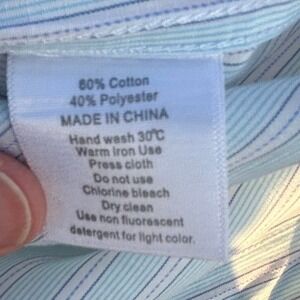 60% Cotton
40% Polyester
MADE IN CHINA
Hand wash 30℃
Warm Iron Use
Press cloth
Do not use
Chlorine bleach
Dry clean
Use non fluorescent
detergent for light color.